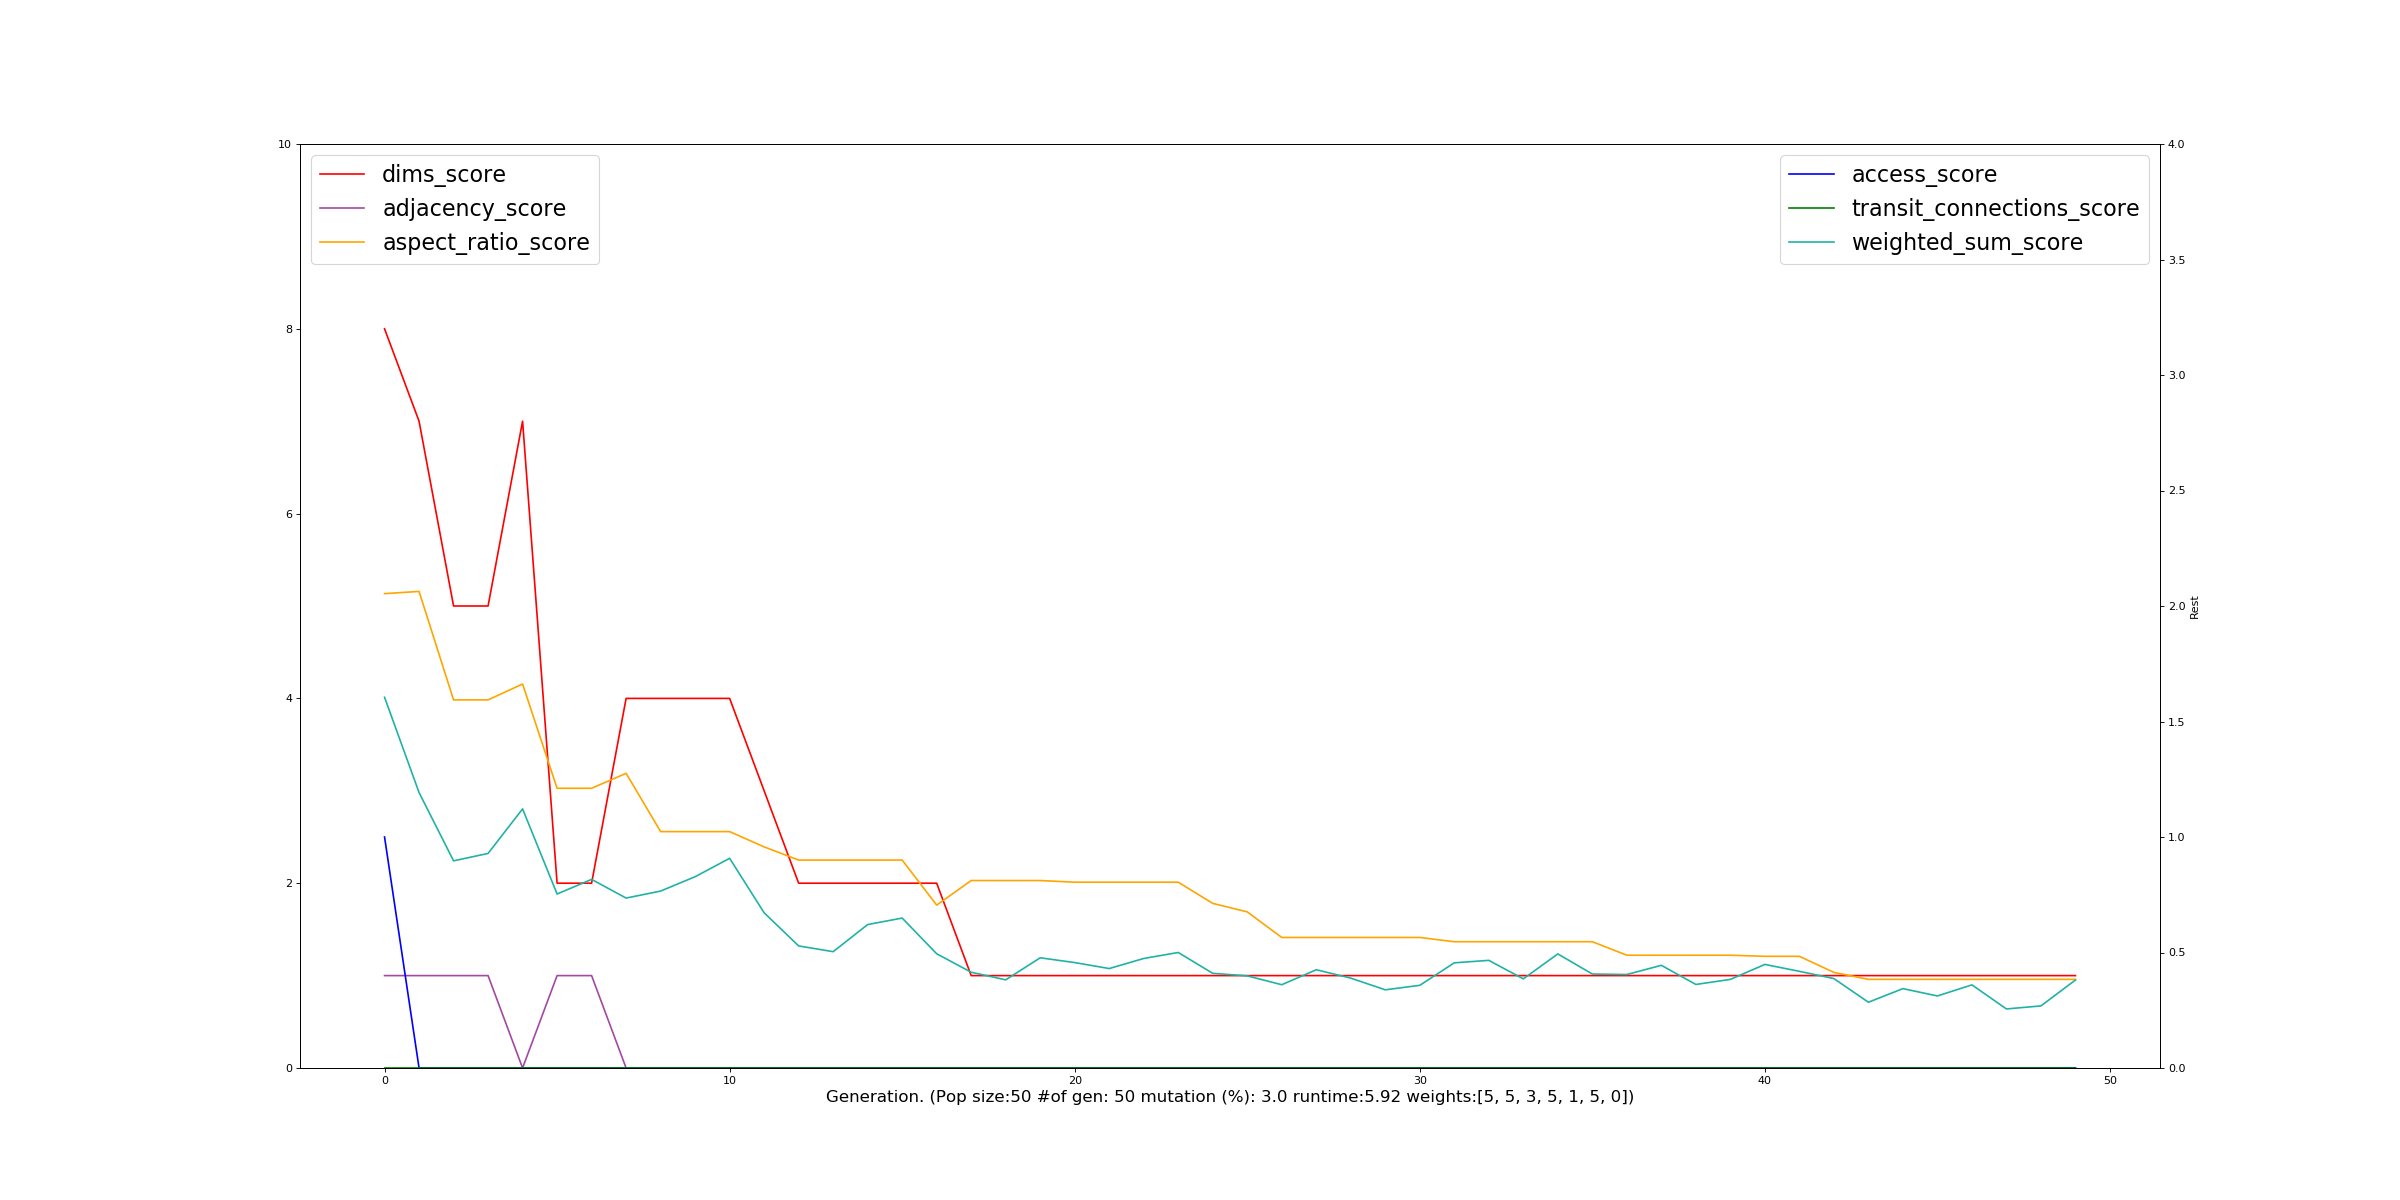 dims_score
adjacency_score
aspect_ratio_score
access_score
transit_connections_score
weighted_sum_score
10
8
6
4
2
0
4.0
3.5
3.0
2.5
2.0
1.5
1.0
0.5
0.0
Rest
0 10 20 30 40 50
Generation. (Pop size:50 #of gen: 50 mutation (%): 3.0 runtime:5.92 weights:[5, 5, 3, 5, 1, 5, 0])